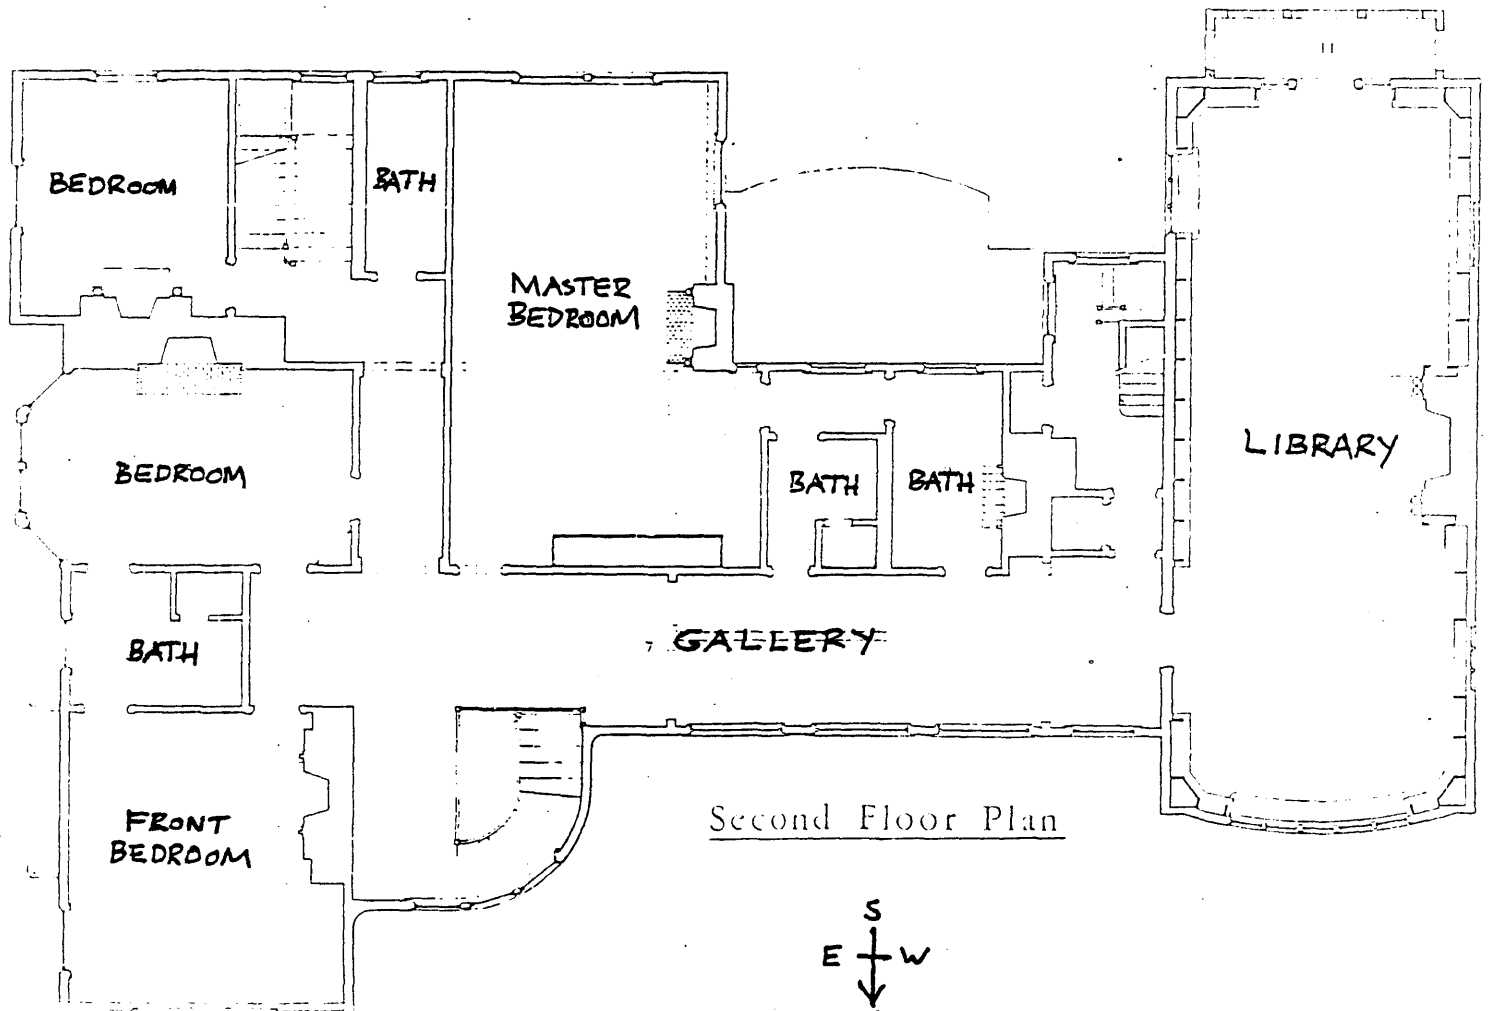 BEDROOM
BATH
MASTER
BEDROOM
BEDROOM
BATH
BATH
LIBRARY
BATH
GALLERY
FRONT
BEDROOM
Second Floor Plan
S
E W